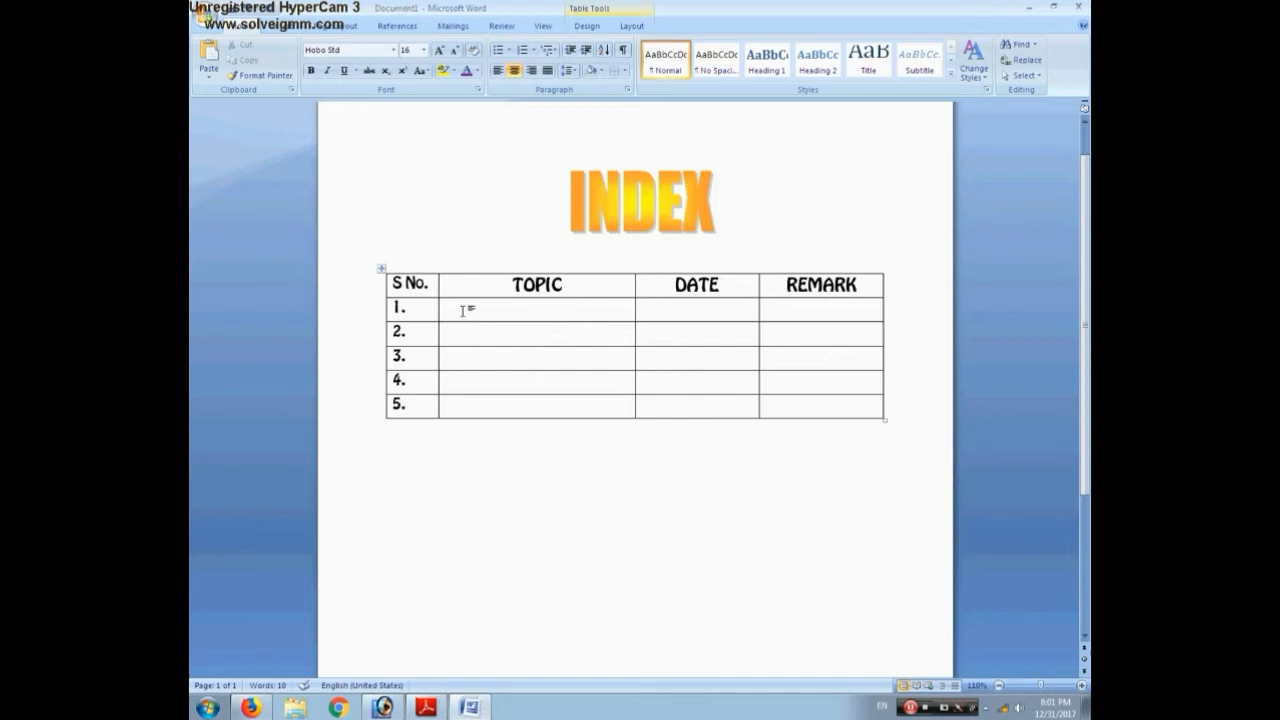 Unregistered HyperCam 3
www.solveigmm.com
Document1 - Microsoft Word
Table Tools
References Mailings Review View Design Layout
Paste
Cut
Copy
Format Painter
Clipboard
Hobo Std 16
Font
Paragraph
AaBbCcDc AaBbCcDc AaBbC AaBbCc AaB AaBbCc.
¶ Normal ¶ No Spaci... Heading 1 Heading 2 Title Subtitle
Change
Styles
Styles
Find
Replace
Select
Editing
INDEX
S No. TOPIC DATE REMARK
1.
2.
3.
4.
5.
Page: 1 of 1 Words: 10 English (United States) 110%
EN
8:01 PM
12/31/2017